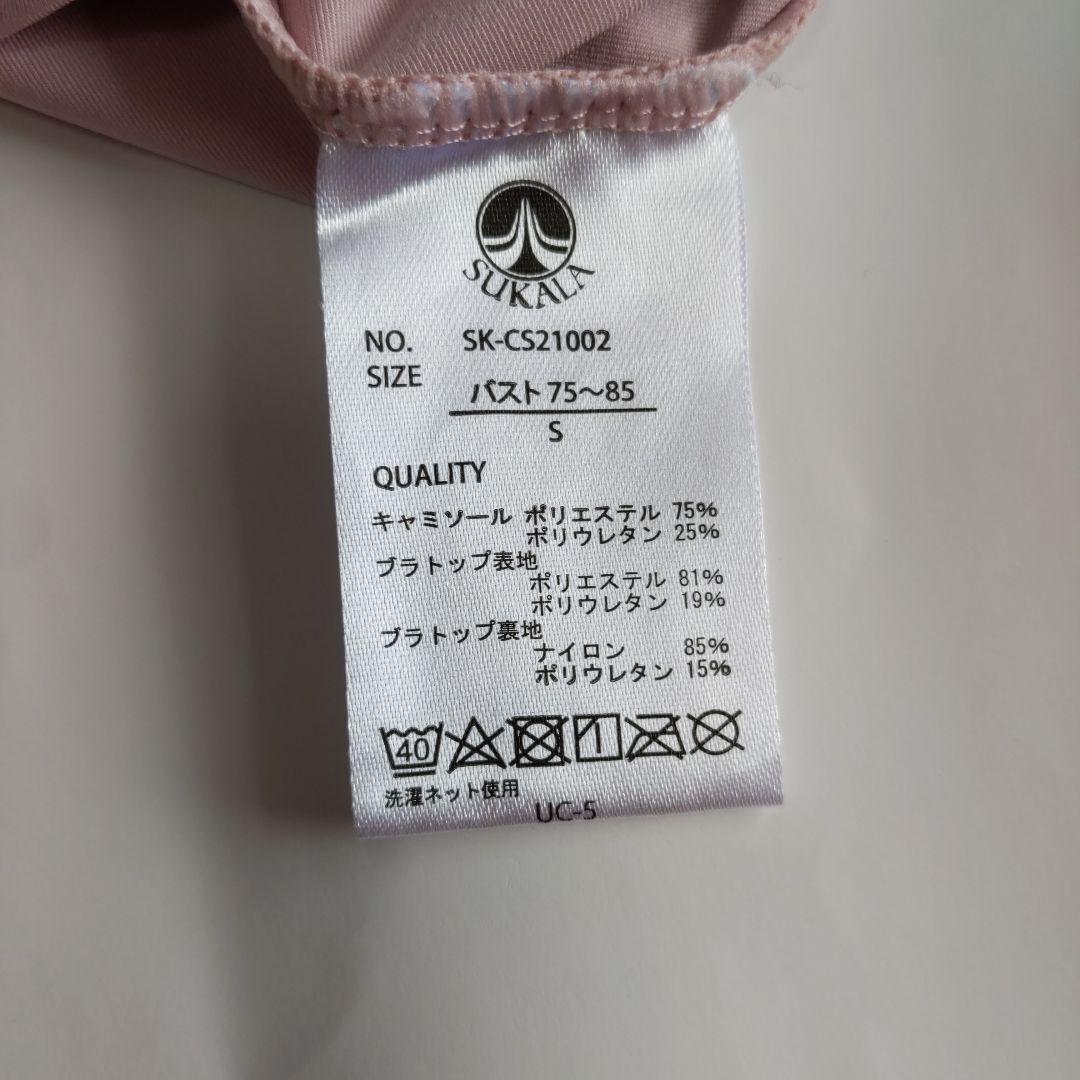 SUKALA
NO. SK-CS21002
SIZE バスト 75～85
S
QUALITY
キャミソール ポリエステル 75%
ポリウレタン 25%
ブラトップ表地
ポリエステル 81%
ポリウレタン 19%
ブラトップ裏地
ナイロン 85%
ポリウレタン 15%
40
洗濯ネット使用
UC-5